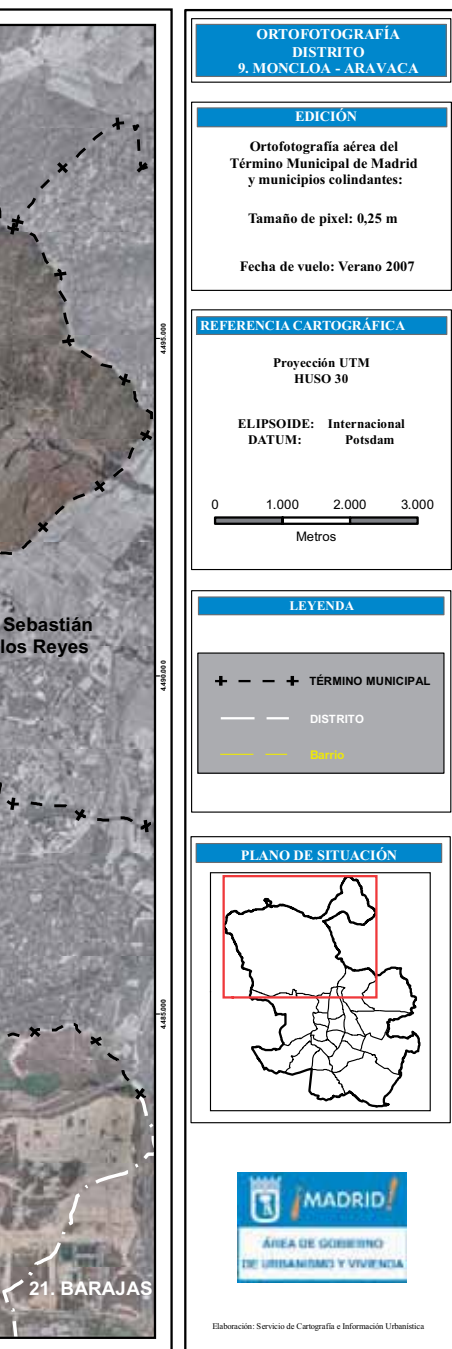 4.495.000
Sebastián
los Reyes
4.490.000
4.485.000
21. BARAJAS
ORTOFOTOGRAFÍA
DISTRITO
9. MONCLOA - ARAVACA
EDICIÓN
Ortofotografía aérea del
Término Municipal de Madrid
y municipios colindantes:
Tamaño de pixel: 0,25 m
Fecha de vuelo: Verano 2007
REFERENCIA CARTOGRÁFICA
Proyección UTM
HUSO 30
ELIPSOIDE: Internacional
DATUM: Potsdam
0 1.000 2.000 3.000
Metros
LEYENDA
TÉRMINO MUNICIPAL
DISTRITO
Barrio
PLANO DE SITUACIÓN
¡MADRID!
ÁREA DE GOBIERNO
DE URBANISMO Y VIVIENDA
Elaboración: Servicio de Cartografía e Información Urbanística